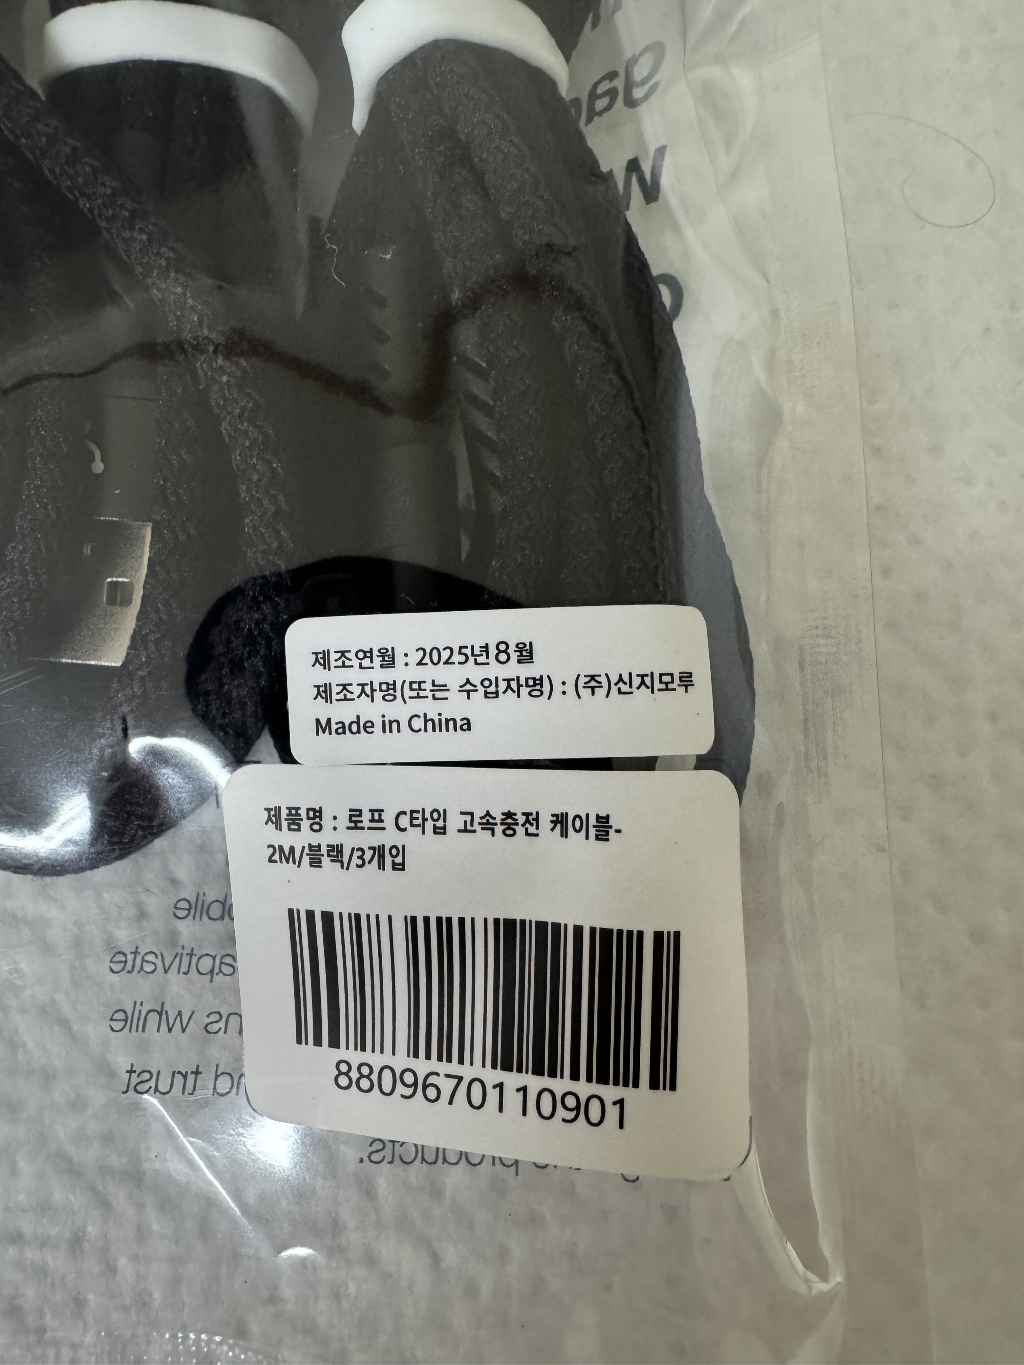 제조연월 : 2025년 8월
제조자명(또는 수입자명) : (주)신지모루
Made in China
제품명 : 로프 C타입 고속충전 케이블-
2M/블랙/3개입
8809670110901
trust
products.